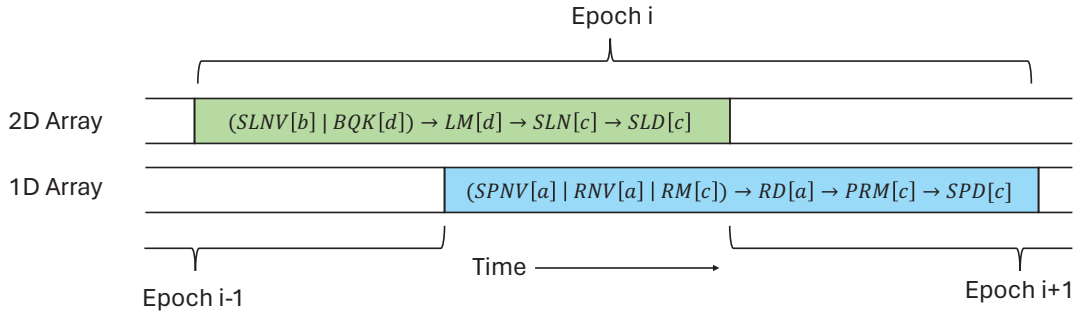 Epoch i
2D Array
(SLNV[b] | BQK[d]) → LM[d] → SLN[c] → SLD[c]
1D Array
(SPNV[a] | RNV[a] | RM[c]) → RD[a] → PRM[c] → SPD[c]
Time
Epoch i-1
Epoch i+1